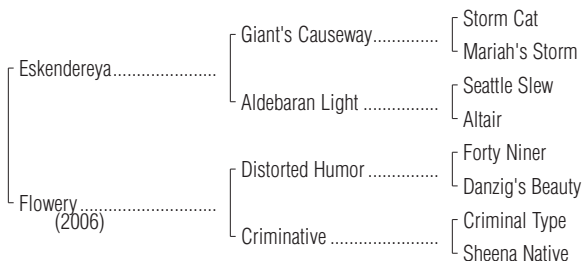 Storm Cat
Giant's Causeway..............
Mariah's Storm
Eskendereya......................
Seattle Slew
Aldebaran Light ................
Altair
Forty Niner
Distorted Humor ...............
Danzig's Beauty
Flowery.............................
(2006)
Criminal Type
Criminative .......................
Sheena Native